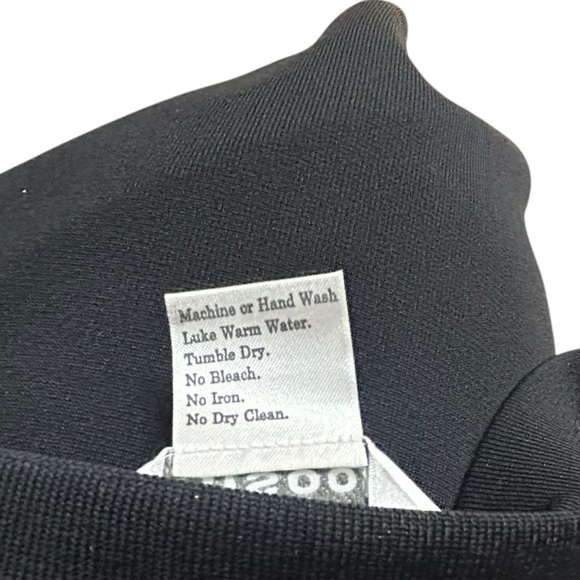 Machine or Hand Wash
Luke Warm Water.
Tumble Dry.
No Bleach.
No Iron.
No Dry Clean.